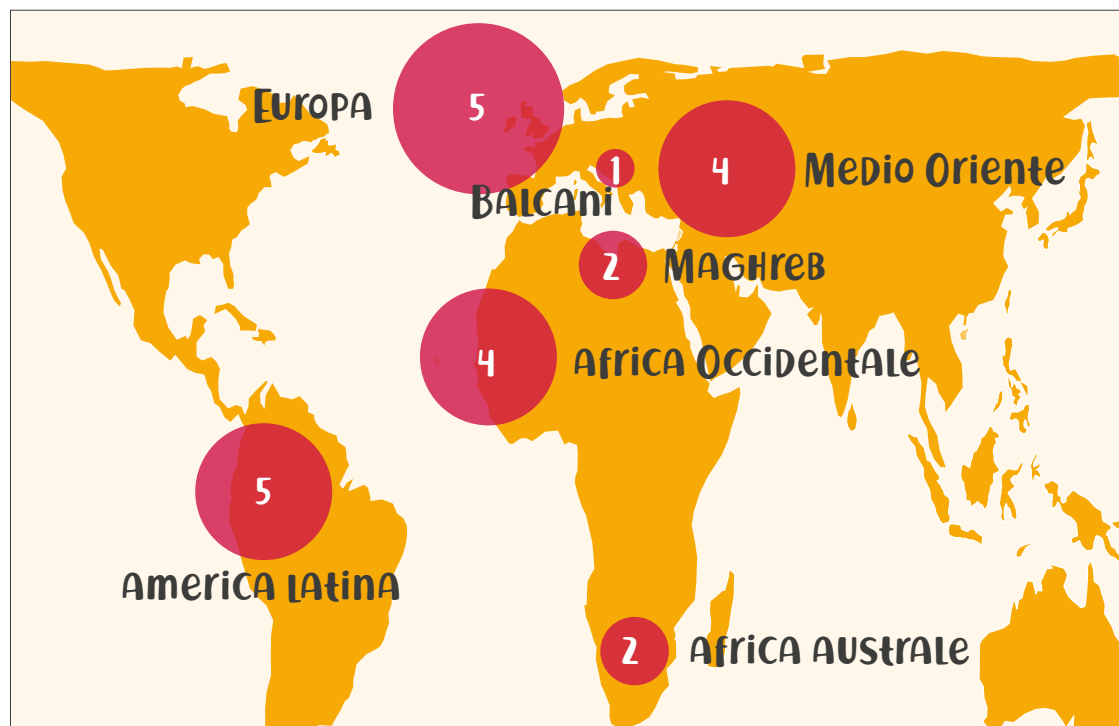 Europa
5
1
Balcani
4
Medio Oriente
2
Maghreb
4
Africa Occidentale
5
America Latina
2
Africa Australe